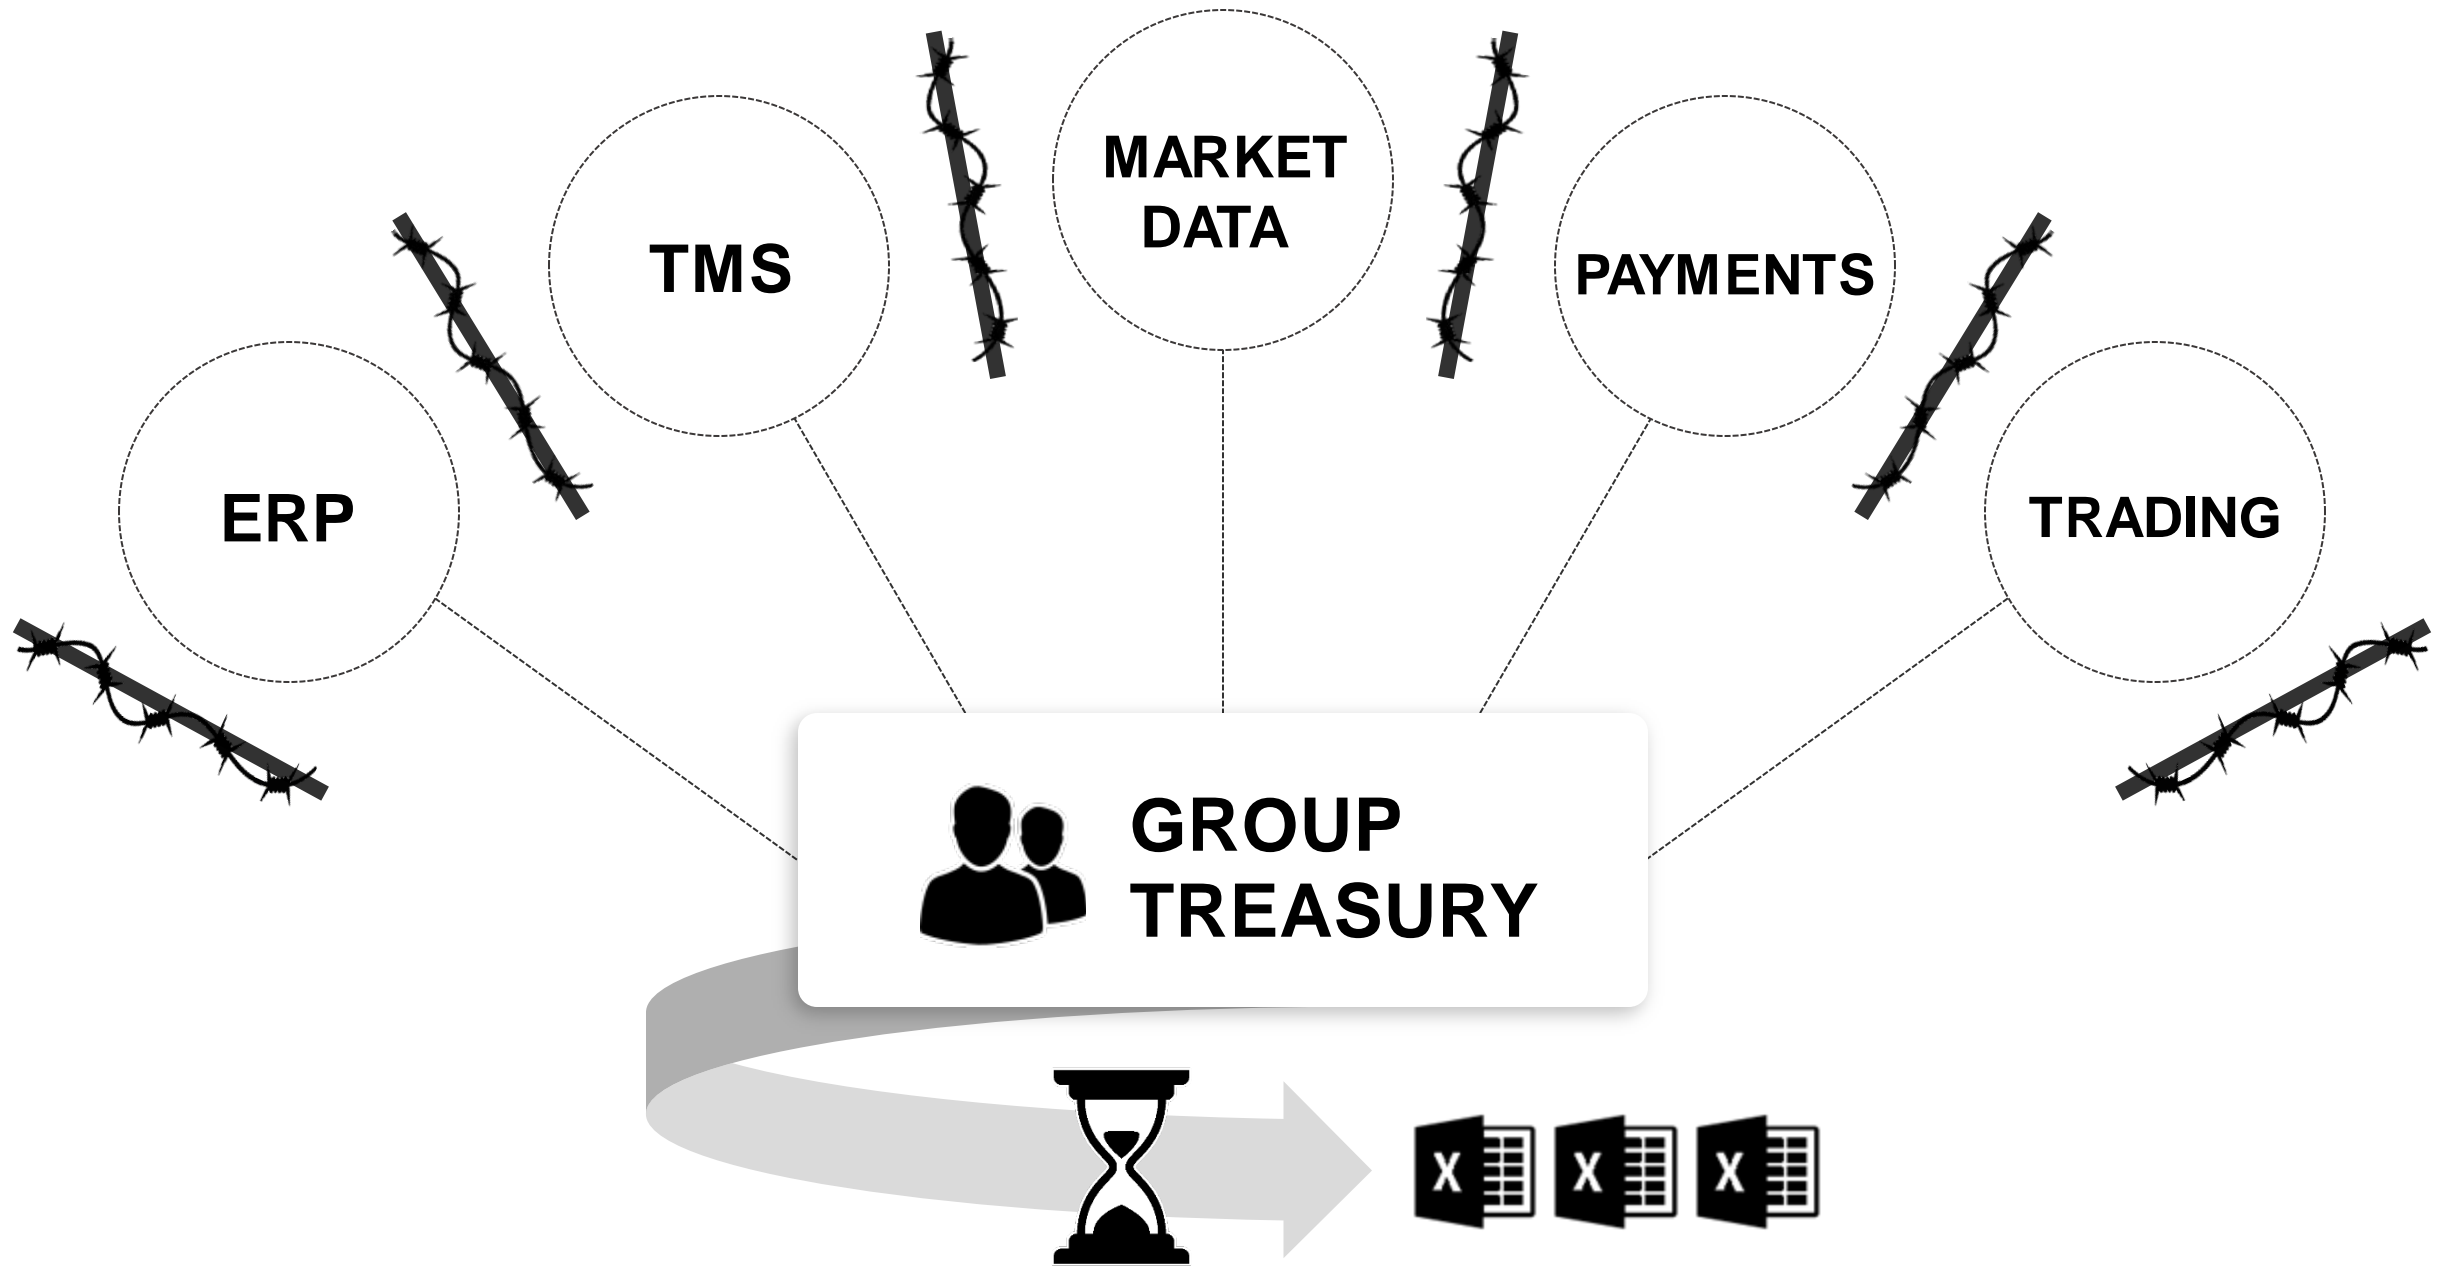 MARKET
DATA
TMS
PAYMENTS
ERP
TRADING
GROUP
TREASURY
X
X
X